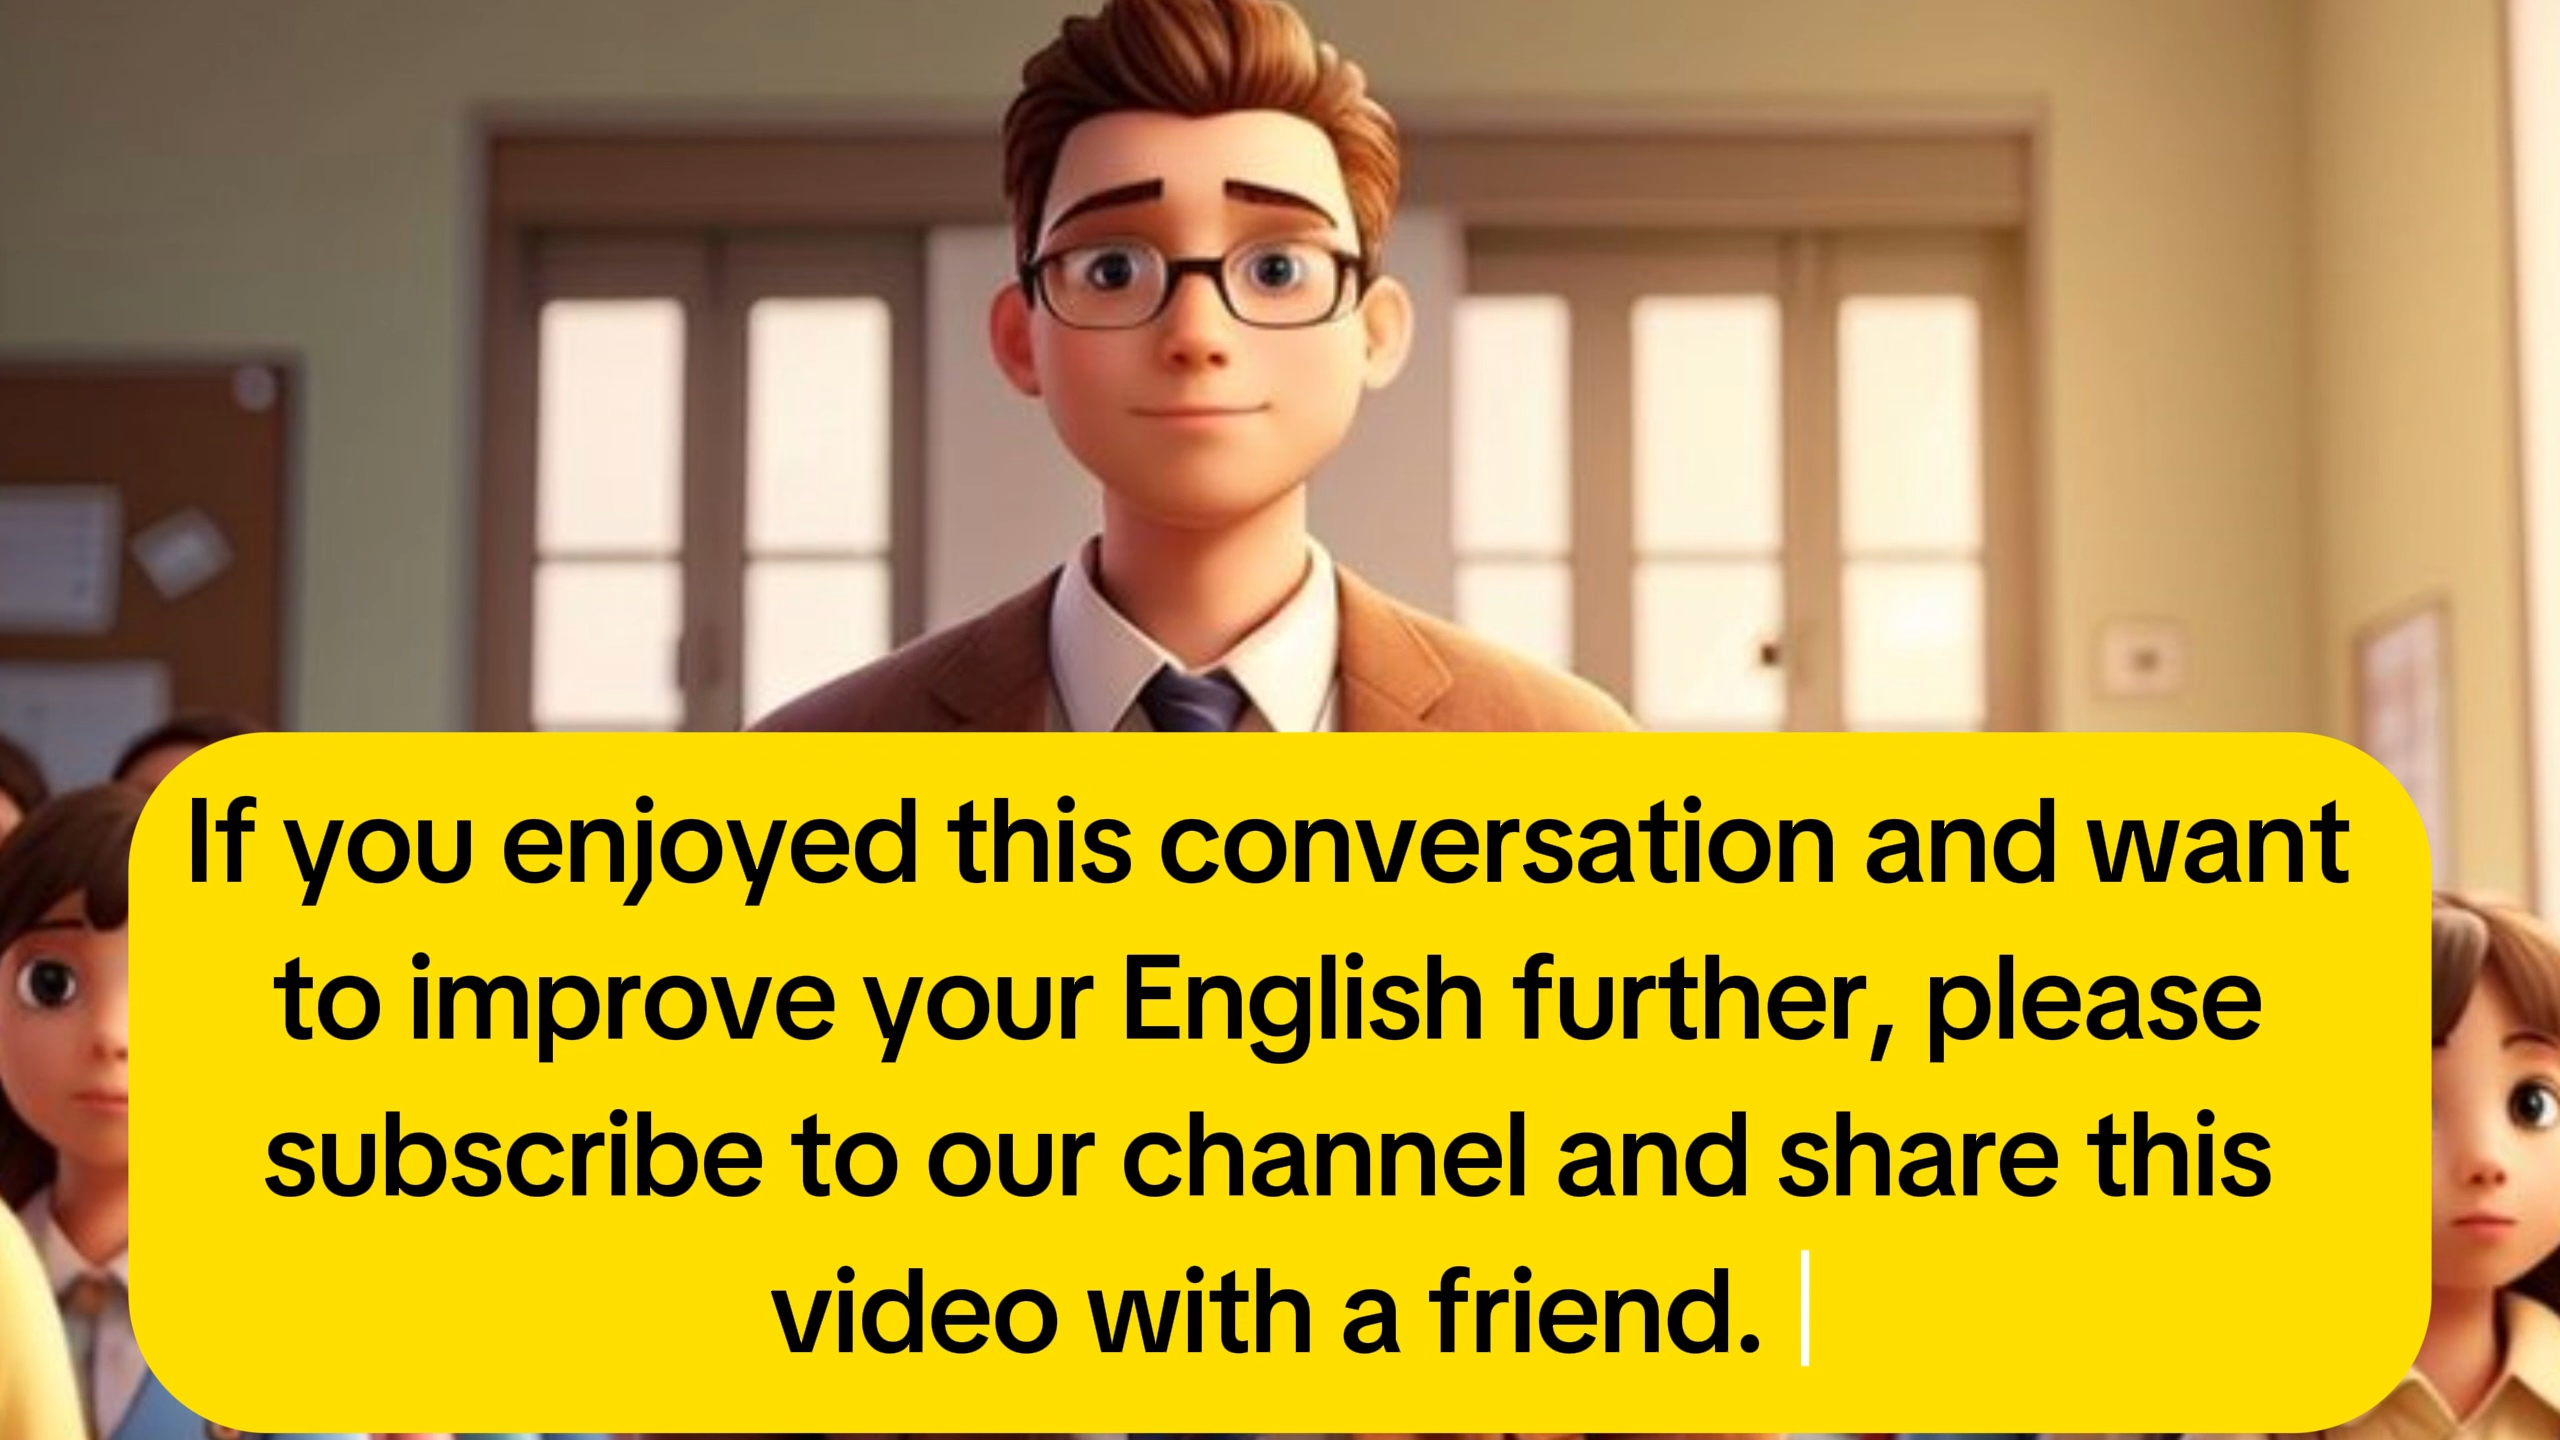 If you enjoyed this conversation and want
to improve your English further, please
subscribe to our channel and share this
video with a friend.